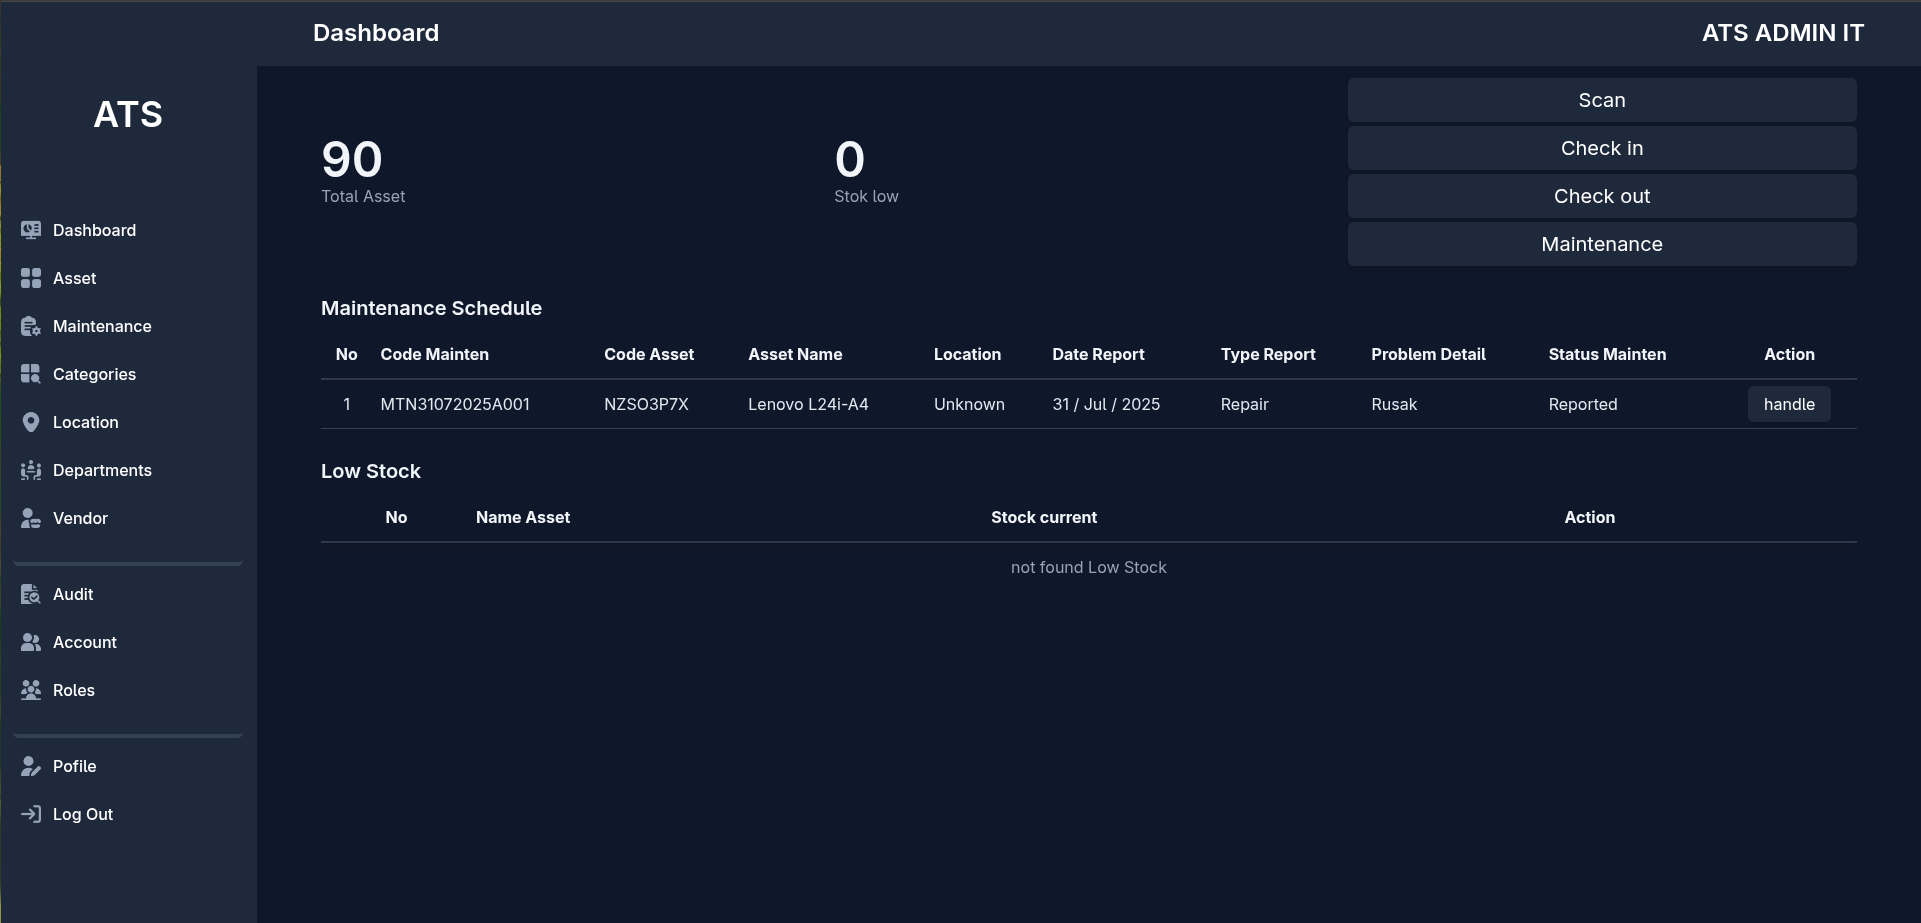 Dashboard
ATS ADMIN IT
ATS
Dashboard
Asset
Maintenance
Categories
Location
Departments
Vendor
Audit
Account
Roles
Pofile
Log Out
90
Total Asset
0
Stok low
Scan
Check in
Check out
Maintenance
Maintenance Schedule
No Code Mainten Code Asset Asset Name Location Date Report Type Report Problem Detail Status Mainten Action
1 MTN31072025A001 NZSO3P7X Lenovo L24i-A4 Unknown 31 / Jul / 2025 Repair Rusak Reported handle
Low Stock
No Name Asset Stock current Action
not found Low Stock